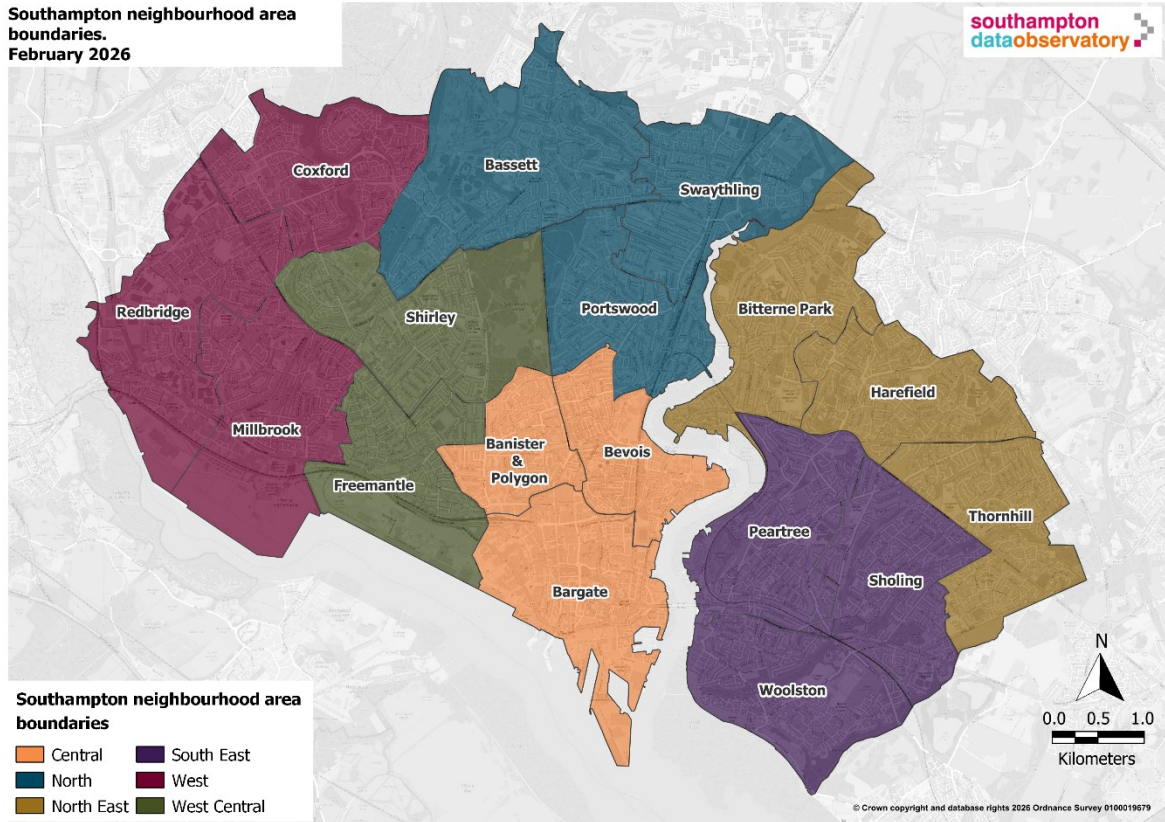 Southampton neighbourhood area
boundaries.
February 2026
southampton
dataobservatory
Coxford
Bassett
Swaythling
Redbridge
Shirley
Portswood
Bitterne Park
Harefield
Millbrook
Banister
&
Polygon
Bevois
Freemantle
Thornhill
Peartree
Sholing
Bargate
Woolston
N
0.0 0.5 1.0
Kilometers
Southampton neighbourhood area
boundaries
Central
South East
North
West
North East
West Central
© Crown copyright and database rights 2026 Ordnance Survey 0100019679